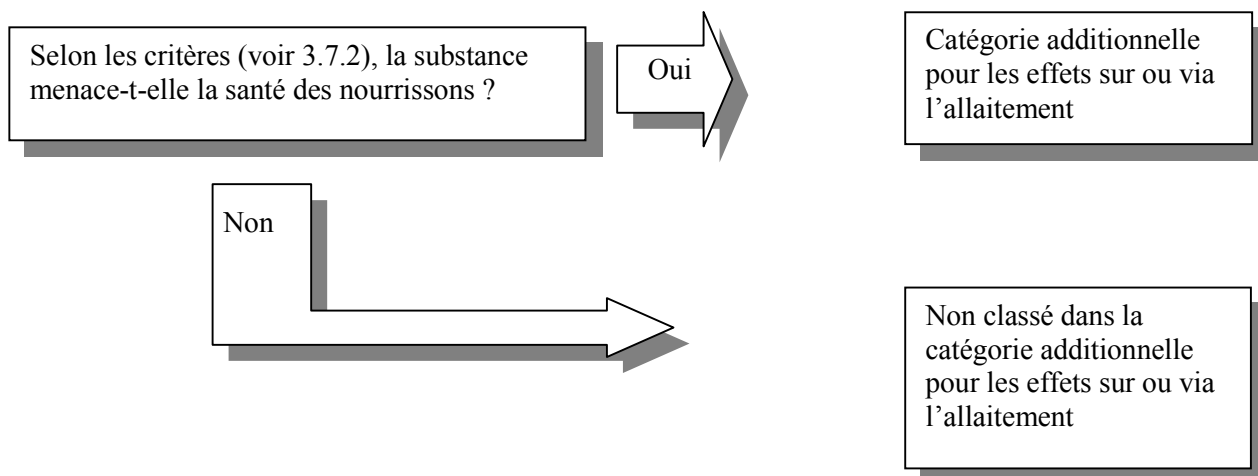 Selon les critères (voir 3.7.2), la substance
menace-t-elle la santé des nourrissons ?
Oui
Catégorie additionnelle
pour les effets sur ou via
l’allaitement
Non
Non classé dans la
catégorie additionnelle
pour les effets sur ou via
l’allaitement